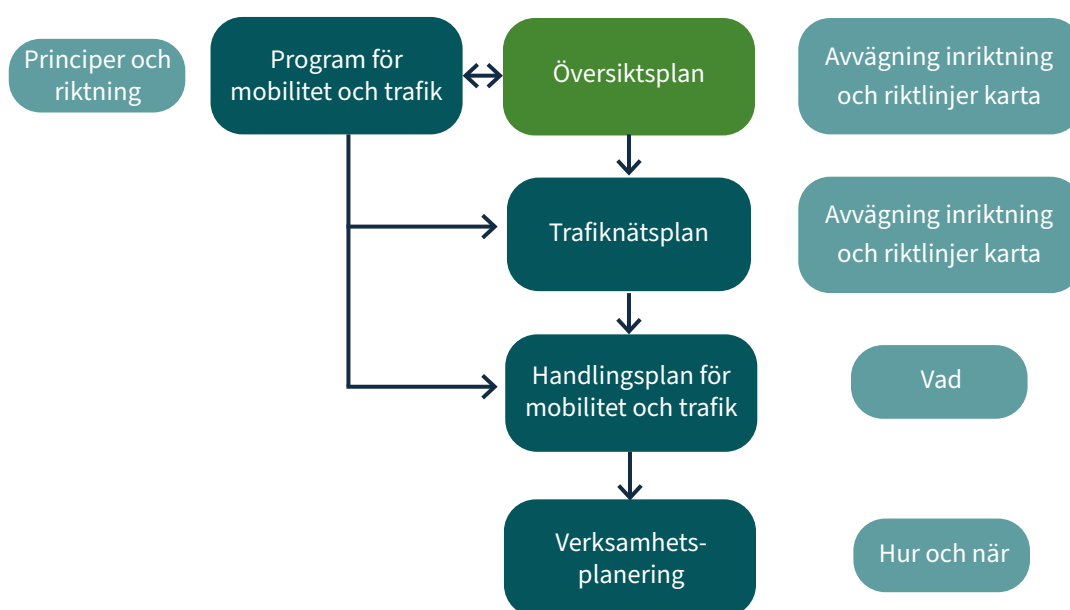 Principer och
riktning
Program för
mobilitet och trafik
Översiktsplan
Avvägning inriktning
och riktlinjer karta
Trafiknätsplan
Avvägning inriktning
och riktlinjer karta
Handlingsplan för
mobilitet och trafik
Vad
Verksamhets-
planering
Hur och när